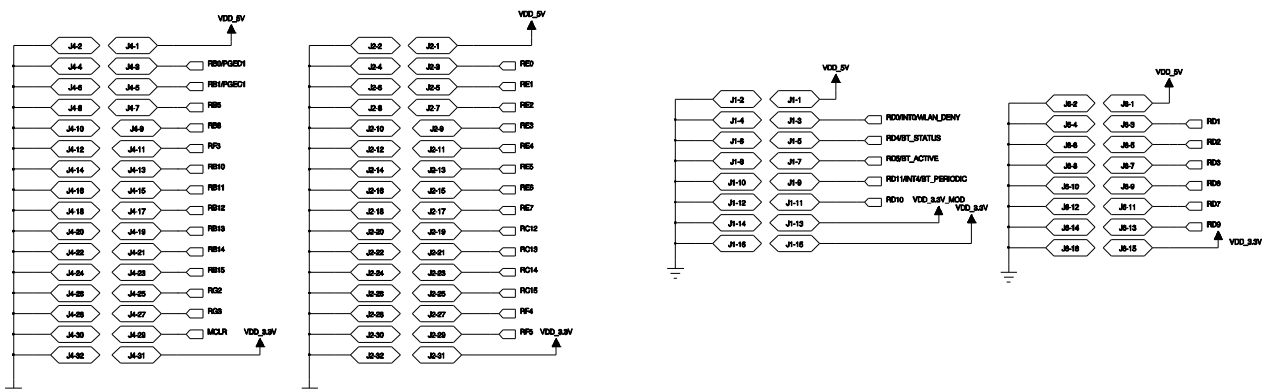 VDD_5V
J4-2 J4-1
J4-4 J4-3 RB0/PGED1
J4-6 J4-5 RB1/PGEC1
J4-8 J4-7 RB5
J4-10 J4-9 RB8
J4-12 J4-11 RF3
J4-14 J4-13 RB10
J4-16 J4-15 RB11
J4-18 J4-17 RB12
J4-20 J4-19 RB13
J4-22 J4-21 RB14
J4-24 J4-23 RB15
J4-26 J4-25 RG2
J4-28 J4-27 RG3
J4-30 J4-29 MCLR VDD_3.3V
J4-32 J4-31
VDD_5V
J2-2 J2-1
J2-4 J2-3 RE0
J2-6 J2-5 RE1
J2-8 J2-7 RE2
J2-10 J2-9 RE3
J2-12 J2-11 RE4
J2-14 J2-13 RE5
J2-16 J2-15 RE6
J2-18 J2-17 RE7
J2-20 J2-19 RC12
J2-22 J2-21 RC13
J2-24 J2-23 RC14
J2-26 J2-25 RC15
J2-28 J2-27 RF4
J2-30 J2-29 RF5 VDD_3.3V
J2-32 J2-31
VDD_5V
J1-2 J1-1
J1-4 J1-3 RD0/INT0/WLAN_DENY
J1-6 J1-5 RD4/BT_STATUS
J1-8 J1-7 RD5/BT_ACTIVE
J1-10 J1-9 RD11/INT4/BT_PERIODIC
J1-12 J1-11 RD10 VDD_3.3V_MOD
J1-14 J1-13 VDD_3.3V
J1-16 J1-15
VDD_5V
J6-2 J6-1
J6-4 J6-3 RD1
J6-6 J6-5 RD2
J6-8 J6-7 RD3
J6-10 J6-9 RD6
J6-12 J6-11 RD7
J6-14 J6-13 RD9
J6-16 J6-15 VDD_3.3V